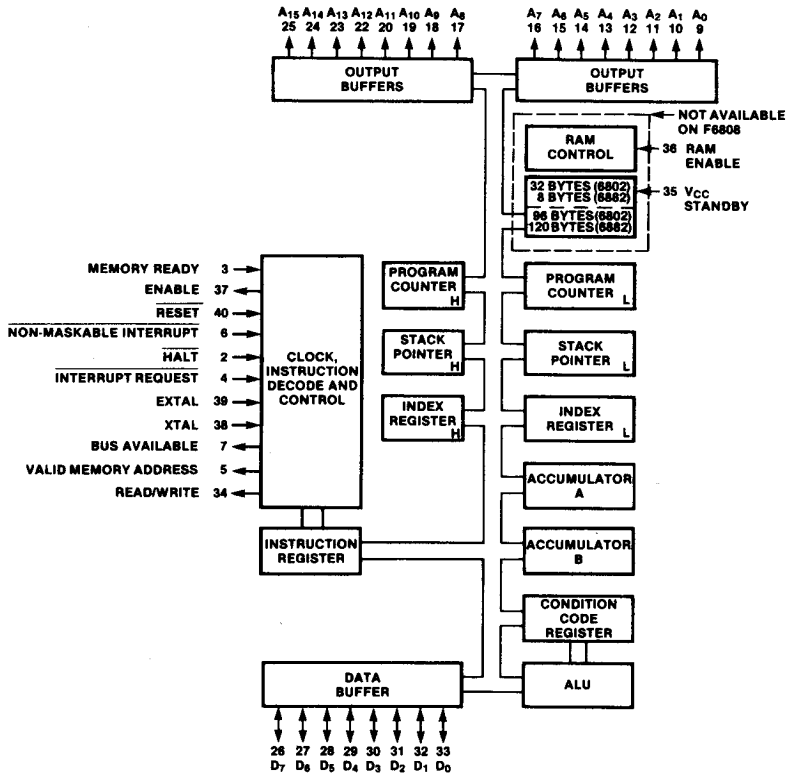 A15 A14 A13 A12 A11 A10 A9 A8
25 24 23 22 20 19 18 17
A7 A6 A5 A4 A3 A2 A1 A0
16 15 14 13 12 11 10 9
OUTPUT
BUFFERS
OUTPUT
BUFFERS
NOT AVAILABLE
ON F6808
RAM
CONTROL
36 RAM
ENABLE
32 BYTES (6802)
8 BYTES (6882)
96 BYTES (6802)
120 BYTES (6882)
35 VCC
STANDBY
MEMORY READY 3
ENABLE 37
RESET 40
NON-MASKABLE INTERRUPT 6
HALT 2
INTERRUPT REQUEST 4
EXTAL 39
XTAL 38
BUS AVAILABLE 7
VALID MEMORY ADDRESS 5
READ/WRITE 34
CLOCK,
INSTRUCTION
DECODE AND
CONTROL
PROGRAM
COUNTER
H
PROGRAM
COUNTER
L
STACK
POINTER
H
STACK
POINTER
L
INDEX
REGISTER
H
INDEX
REGISTER
L
ACCUMULATOR
A
INSTRUCTION
REGISTER
ACCUMULATOR
B
CONDITION
CODE
REGISTER
DATA
BUFFER
ALU
26 27 28 29 30 31 32 33
D7 D6 D5 D4 D3 D2 D1 D0